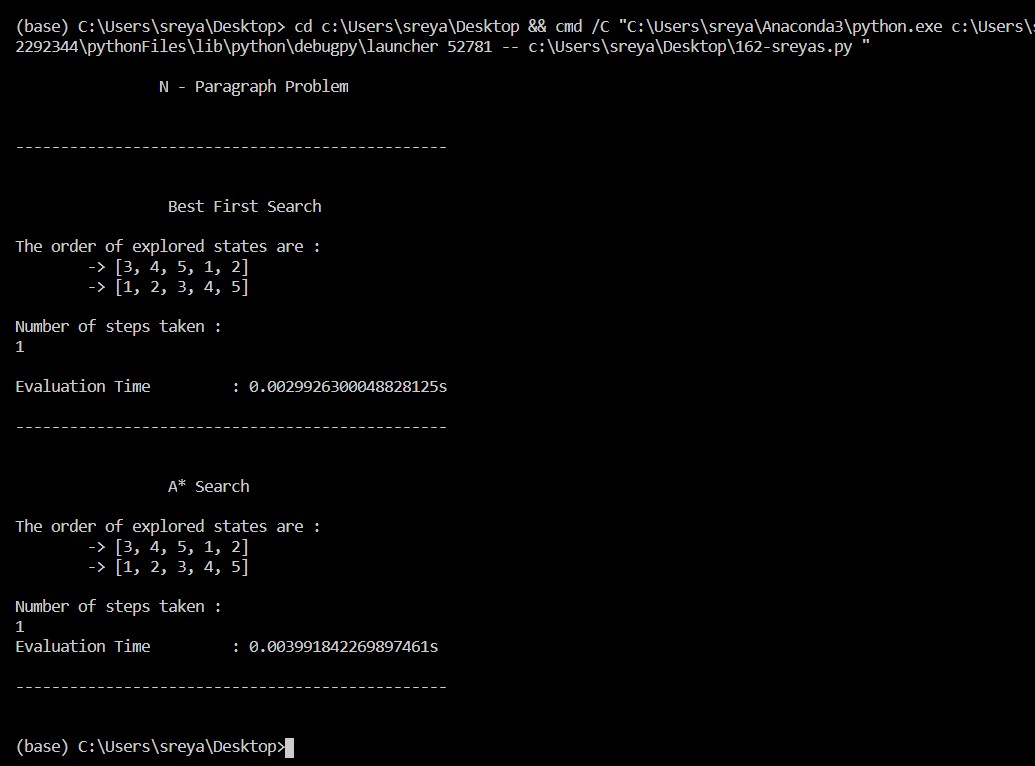 (base) C:\Users\sreya\Desktop> cd c:\Users\sreya\Desktop && cmd /C "C:\Users\sreya\Anaconda3\python.exe c:\Users\
2292344\pythonFiles\lib\python\debugpy\launcher 52781 -- c:\Users\sreya\Desktop\162-sreyas.py "
N - Paragraph Problem
------------------------------------------------
Best First Search
The order of explored states are :
-> [3, 4, 5, 1, 2]
-> [1, 2, 3, 4, 5]
Number of steps taken :
1
Evaluation Time : 0.0029926300048828125s
------------------------------------------------
A* Search
The order of explored states are :
-> [3, 4, 5, 1, 2]
-> [1, 2, 3, 4, 5]
Number of steps taken :
1
Evaluation Time : 0.003991842269897461s
------------------------------------------------
(base) C:\Users\sreya\Desktop>